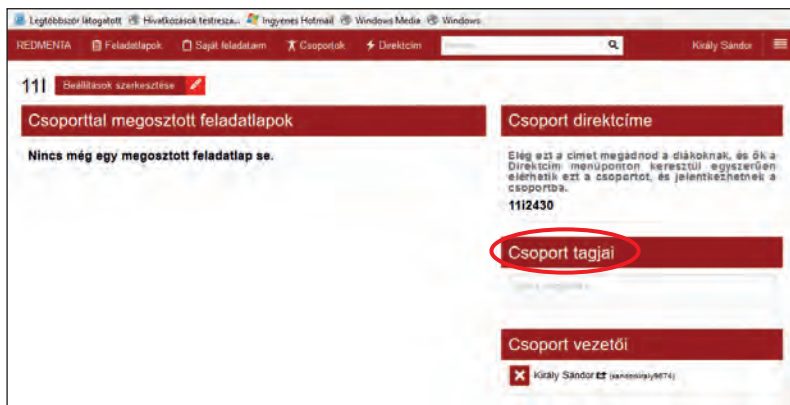 Legtöbbször látogatott Hivatkozások testresza... Ingyenes Hotmail Windows Media Windows
REDMENTA Feladatlapok Saját feladataim Csoportok Direktcím Király Sándor
11I Beállítások szerkesztése
Csoporttal megosztott feladatlapok
Nincs még egy megosztott feladatlap se.
Csoport direktcíme
Elég ezt a címet megadnod a diákoknak, és ők a
Direktcím menüponton keresztül egyszerűen
elérhetik ezt a csoportot, és jelentkezhetnek a
csoportba.
11i2430
Csoport tagjai
Csoport vezetői
Király Sándor